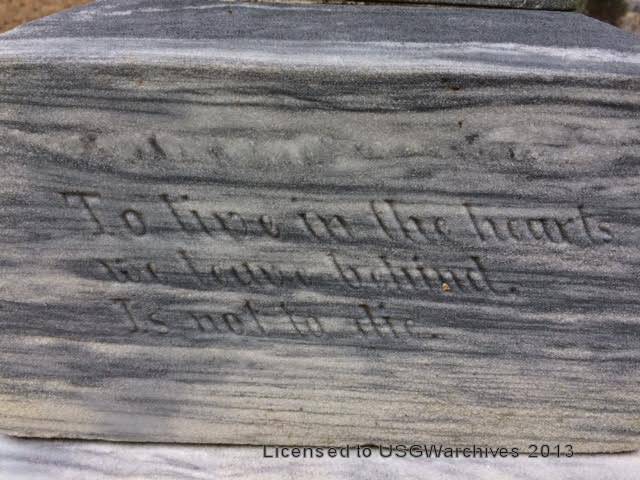 To live in the hearts
we leave behind.
Is not to die.
Licensed to USGWarchives 2013